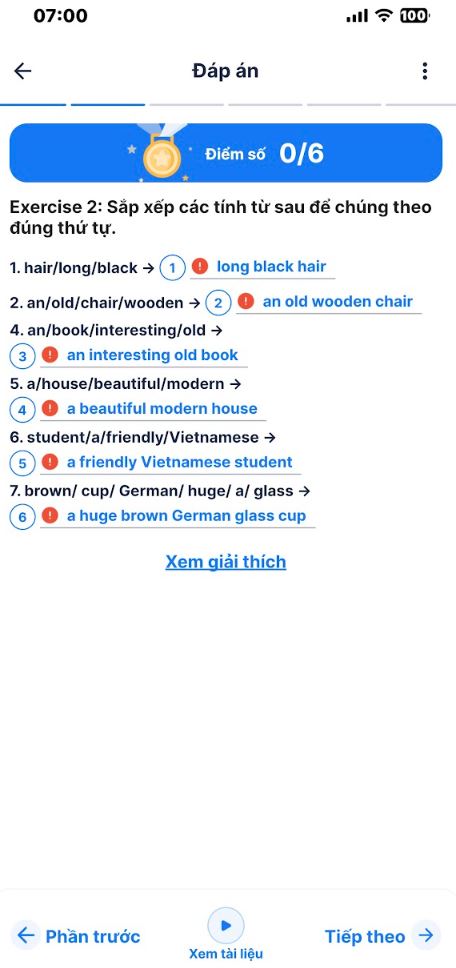 07:00
100
Đáp án
Điểm số 0/6
Exercise 2: Sắp xếp các tính từ sau để chúng theo
đúng thứ tự.
1. hair/long/black → 1 ! long black hair
2. an/old/chair/wooden → 2 ! an old wooden chair
4. an/book/interesting/old →
3 ! an interesting old book
5. a/house/beautiful/modern →
4 ! a beautiful modern house
6. student/a/friendly/Vietnamese →
5 ! a friendly Vietnamese student
7. brown/ cup/ German/ huge/ a/ glass →
6 ! a huge brown German glass cup
Xem giải thích
Phần trước
Xem tài liệu
Tiếp theo